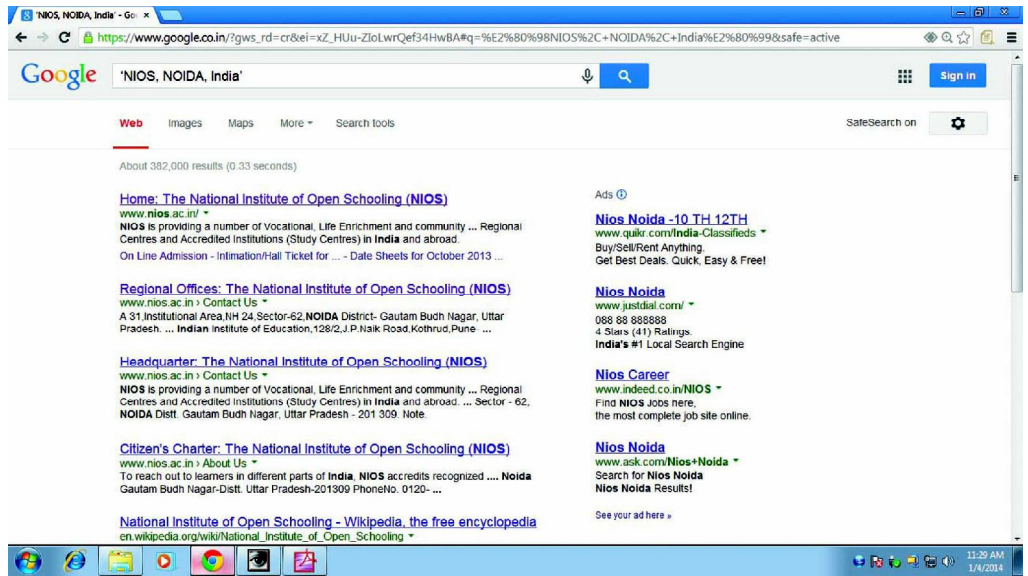 'NIOS, NOIDA, India' - Go
https://www.google.co.in/?gws_rd=cr&ei=xZ_HUu-ZIoLwrQef34HwBA#q=%E2%80%98NIOS%2C+NOIDA%2C+India%E2%80%99&safe=active
Google
'NIOS, NOIDA, India'
Sign in
Web Images Maps More Search tools
SafeSearch on
About 382,000 results (0.33 seconds)
Home: The National Institute of Open Schooling (NIOS)
www.nios.ac.in/
NIOS is providing a number of Vocational, Life Enrichment and community ... Regional
Centres and Accredited Institutions (Study Centres) in India and abroad.
On Line Admission - Intimation/Hall Ticket for ... - Date Sheets for October 2013 ...
Regional Offices: The National Institute of Open Schooling (NIOS)
www.nios.ac.in › Contact Us
A 31,Institutional Area,NH 24,Sector-62,NOIDA District- Gautam Budh Nagar, Uttar
Pradesh. ... Indian Institute of Education,128/2,J.P.Naik Road,Kothrud,Pune- ...
Headquarter: The National Institute of Open Schooling (NIOS)
www.nios.ac.in › Contact Us
NIOS is providing a number of Vocational, Life Enrichment and community ... Regional
Centres and Accredited Institutions (Study Centres) in India and abroad. ... Sector - 62,
NOIDA Distt. Gautam Budh Nagar, Uttar Pradesh - 201 309. Note.
Citizen's Charter: The National Institute of Open Schooling (NIOS)
www.nios.ac.in › About Us
To reach out to learners in different parts of India, NIOS accredits recognized .... Noida
Gautam Budh Nagar-Distt. Uttar Pradesh-201309 PhoneNo. 0120- ...
National Institute of Open Schooling - Wikipedia, the free encyclopedia
en.wikipedia.org/wiki/National_Institute_of_Open_Schooling
Ads
Nios Noida -10 TH 12TH
www.quikr.com/India-Classifieds
Buy/Sell/Rent Anything.
Get Best Deals. Quick, Easy & Free!
Nios Noida
www.justdial.com/
088 88 888888
4 Stars (41) Ratings.
India's #1 Local Search Engine
Nios Career
www.indeed.co.in/NIOS
Find NIOS Jobs here,
the most complete job site online.
Nios Noida
www.ask.com/Nios+Noida
Search for Nios Noida
Nios Noida Results!
See your ad here »
11:29 AM
1/4/2014